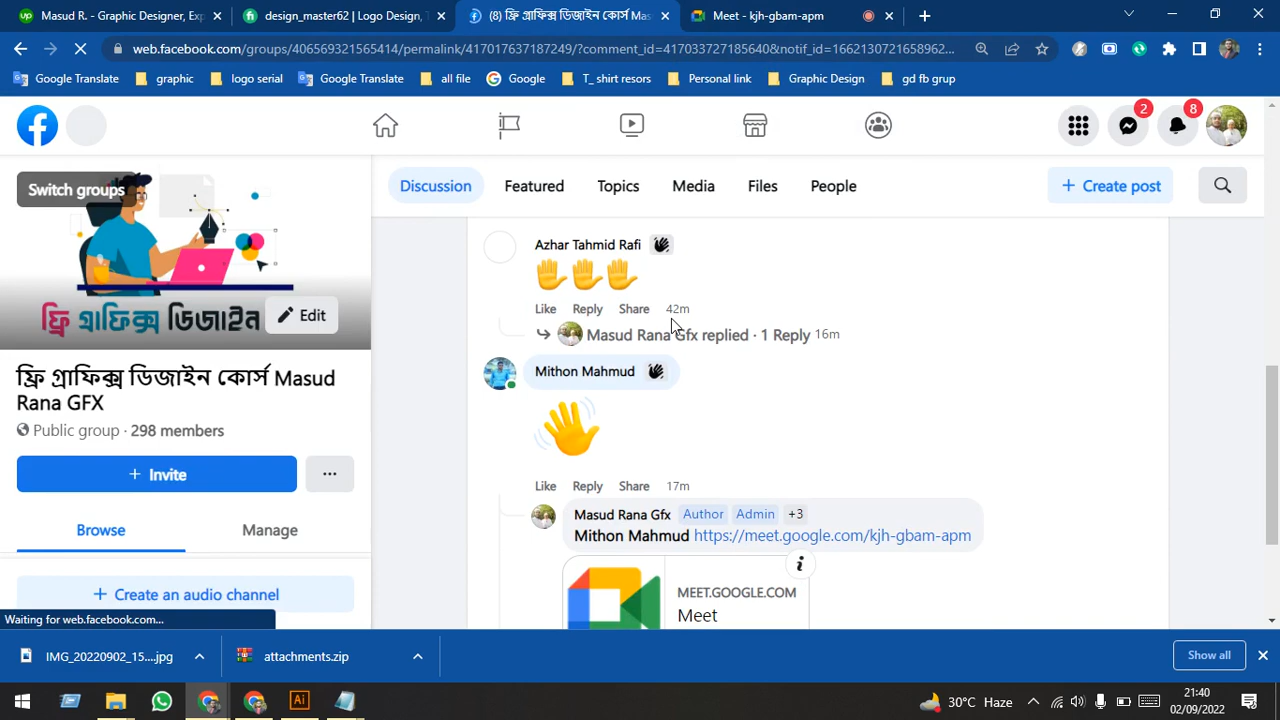 Masud R. - Graphic Designer, Exp
design_master62 | Logo Design, T
(8) ফ্রি গ্রাফিক্স ডিজাইন কোর্স Mas
Meet - kjh-gbam-apm
web.facebook.com/groups/406569321565414/permalink/417017637187249/?comment_id=417033727185640&notif_id=1662130721658962...
Google Translate
graphic
logo serial
Google Translate
all file
Google
T_ shirt resors
Personal link
Graphic Design
gd fb grup
2
8
Switch groups
ফ্রি গ্রাফিক্স ডিজাইন
Edit
ফ্রি গ্রাফিক্স ডিজাইন কোর্স Masud
Rana GFX
Public group · 298 members
+ Invite
...
Browse
Manage
+ Create an audio channel
Waiting for web.facebook.com...
Discussion
Featured
Topics
Media
Files
People
+ Create post
Azhar Tahmid Rafi
Like Reply Share 42m
Masud Rana Gfx replied · 1 Reply 16m
Mithon Mahmud
Like Reply Share 17m
Masud Rana Gfx Author Admin +3
Mithon Mahmud https://meet.google.com/kjh-gbam-apm
MEET.GOOGLE.COM
Meet
IMG_20220902_15....jpg
attachments.zip
Show all
Ai
30°C Haze
21:40
02/09/2022